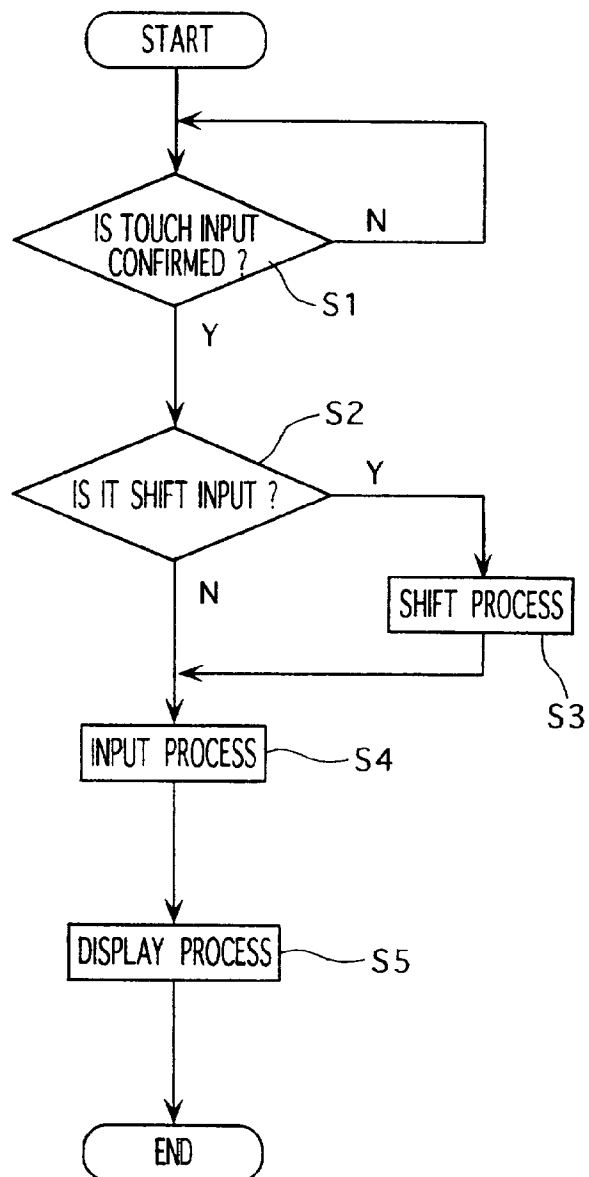 START
IS TOUCH INPUT
CONFIRMED ?
N
S1
Y
S2
IS IT SHIFT INPUT ?
Y
N
SHIFT PROCESS
S3
INPUT PROCESS
S4
DISPLAY PROCESS
S5
END